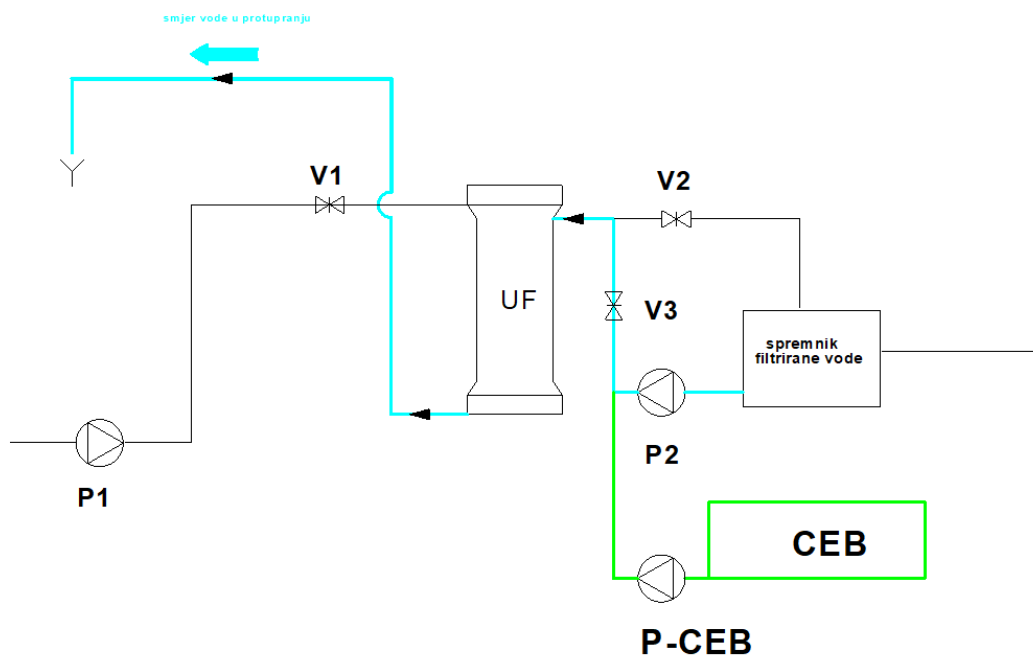 smjer vode u protupranju
V1
V2
UF
V3
spremnik
filtrirane vode
P2
P1
CEB
P-CEB